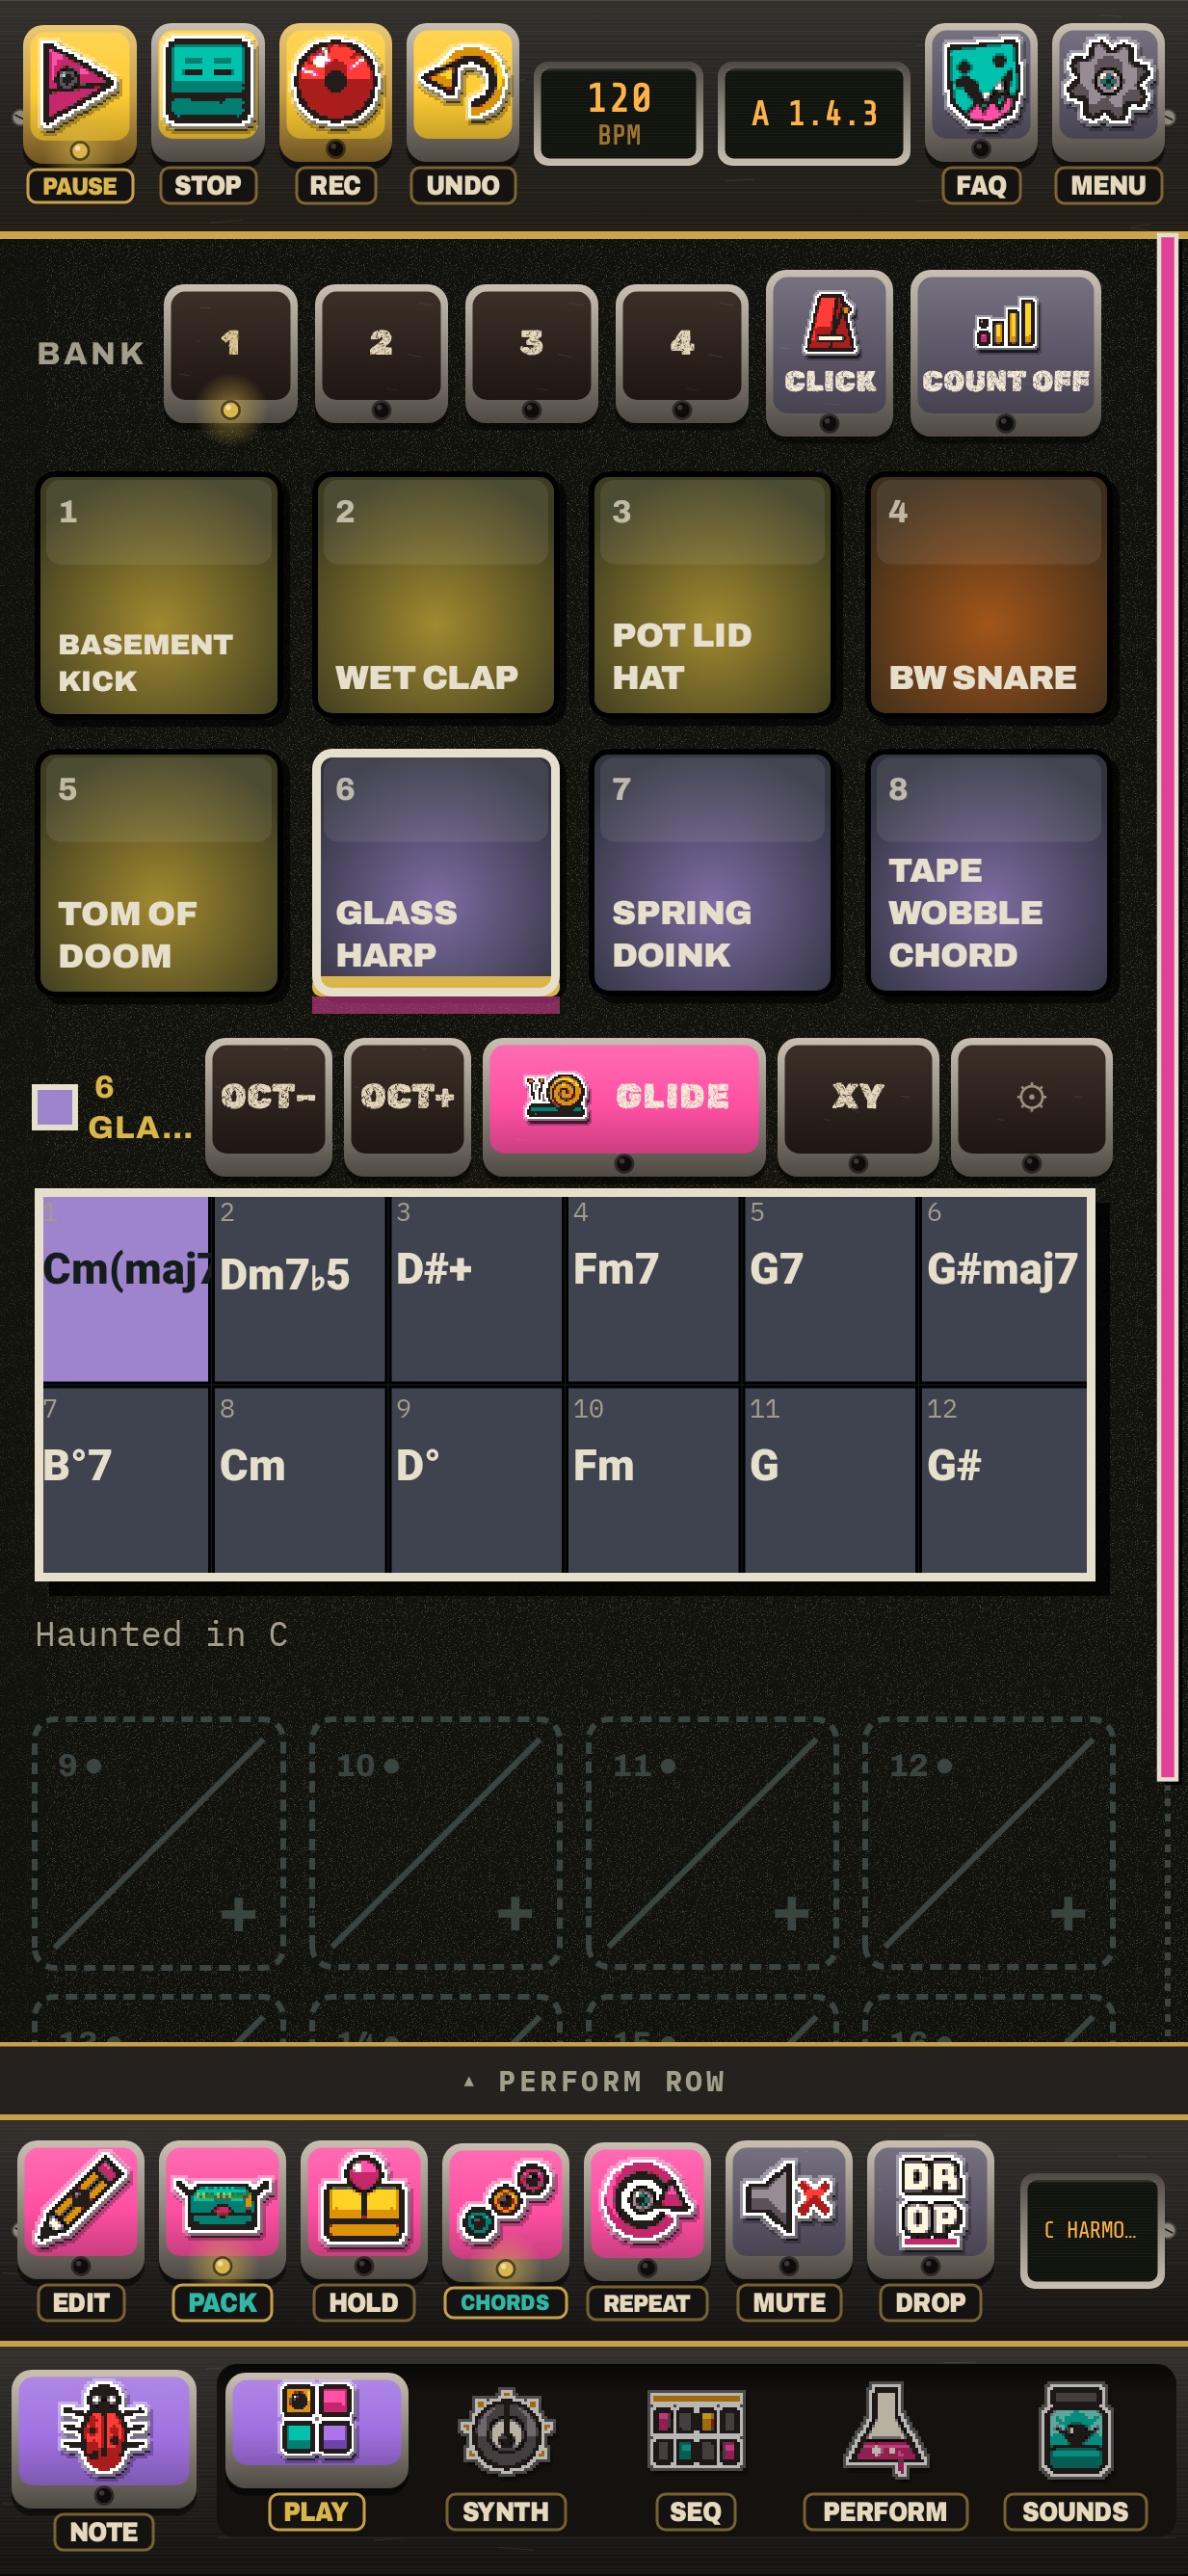 120
BPM
A 1.4.3
PAUSE
STOP
REC
UNDO
FAQ
MENU
BANK
1
2
3
4
CLICK
COUNT OFF
1
BASEMENT
KICK
2
WET CLAP
3
POT LID
HAT
4
BW SNARE
5
TOM OF
DOOM
6
GLASS
HARP
7
SPRING
DOINK
8
TAPE
WOBBLE
CHORD
6
GLA...
OCT-
OCT+
GLIDE
XY
1
Cm(maj7
2
Dm7♭5
3
D#+
4
Fm7
5
G7
6
G#maj7
7
B°7
8
Cm
9
D°
10
Fm
11
G
12
G#
Haunted in C
9
10
11
12
13
14
15
16
▲ PERFORM ROW
DR
OP
C HARMO…
EDIT
PACK
HOLD
CHORDS
REPEAT
MUTE
DROP
NOTE
PLAY
SYNTH
SEQ
PERFORM
SOUNDS